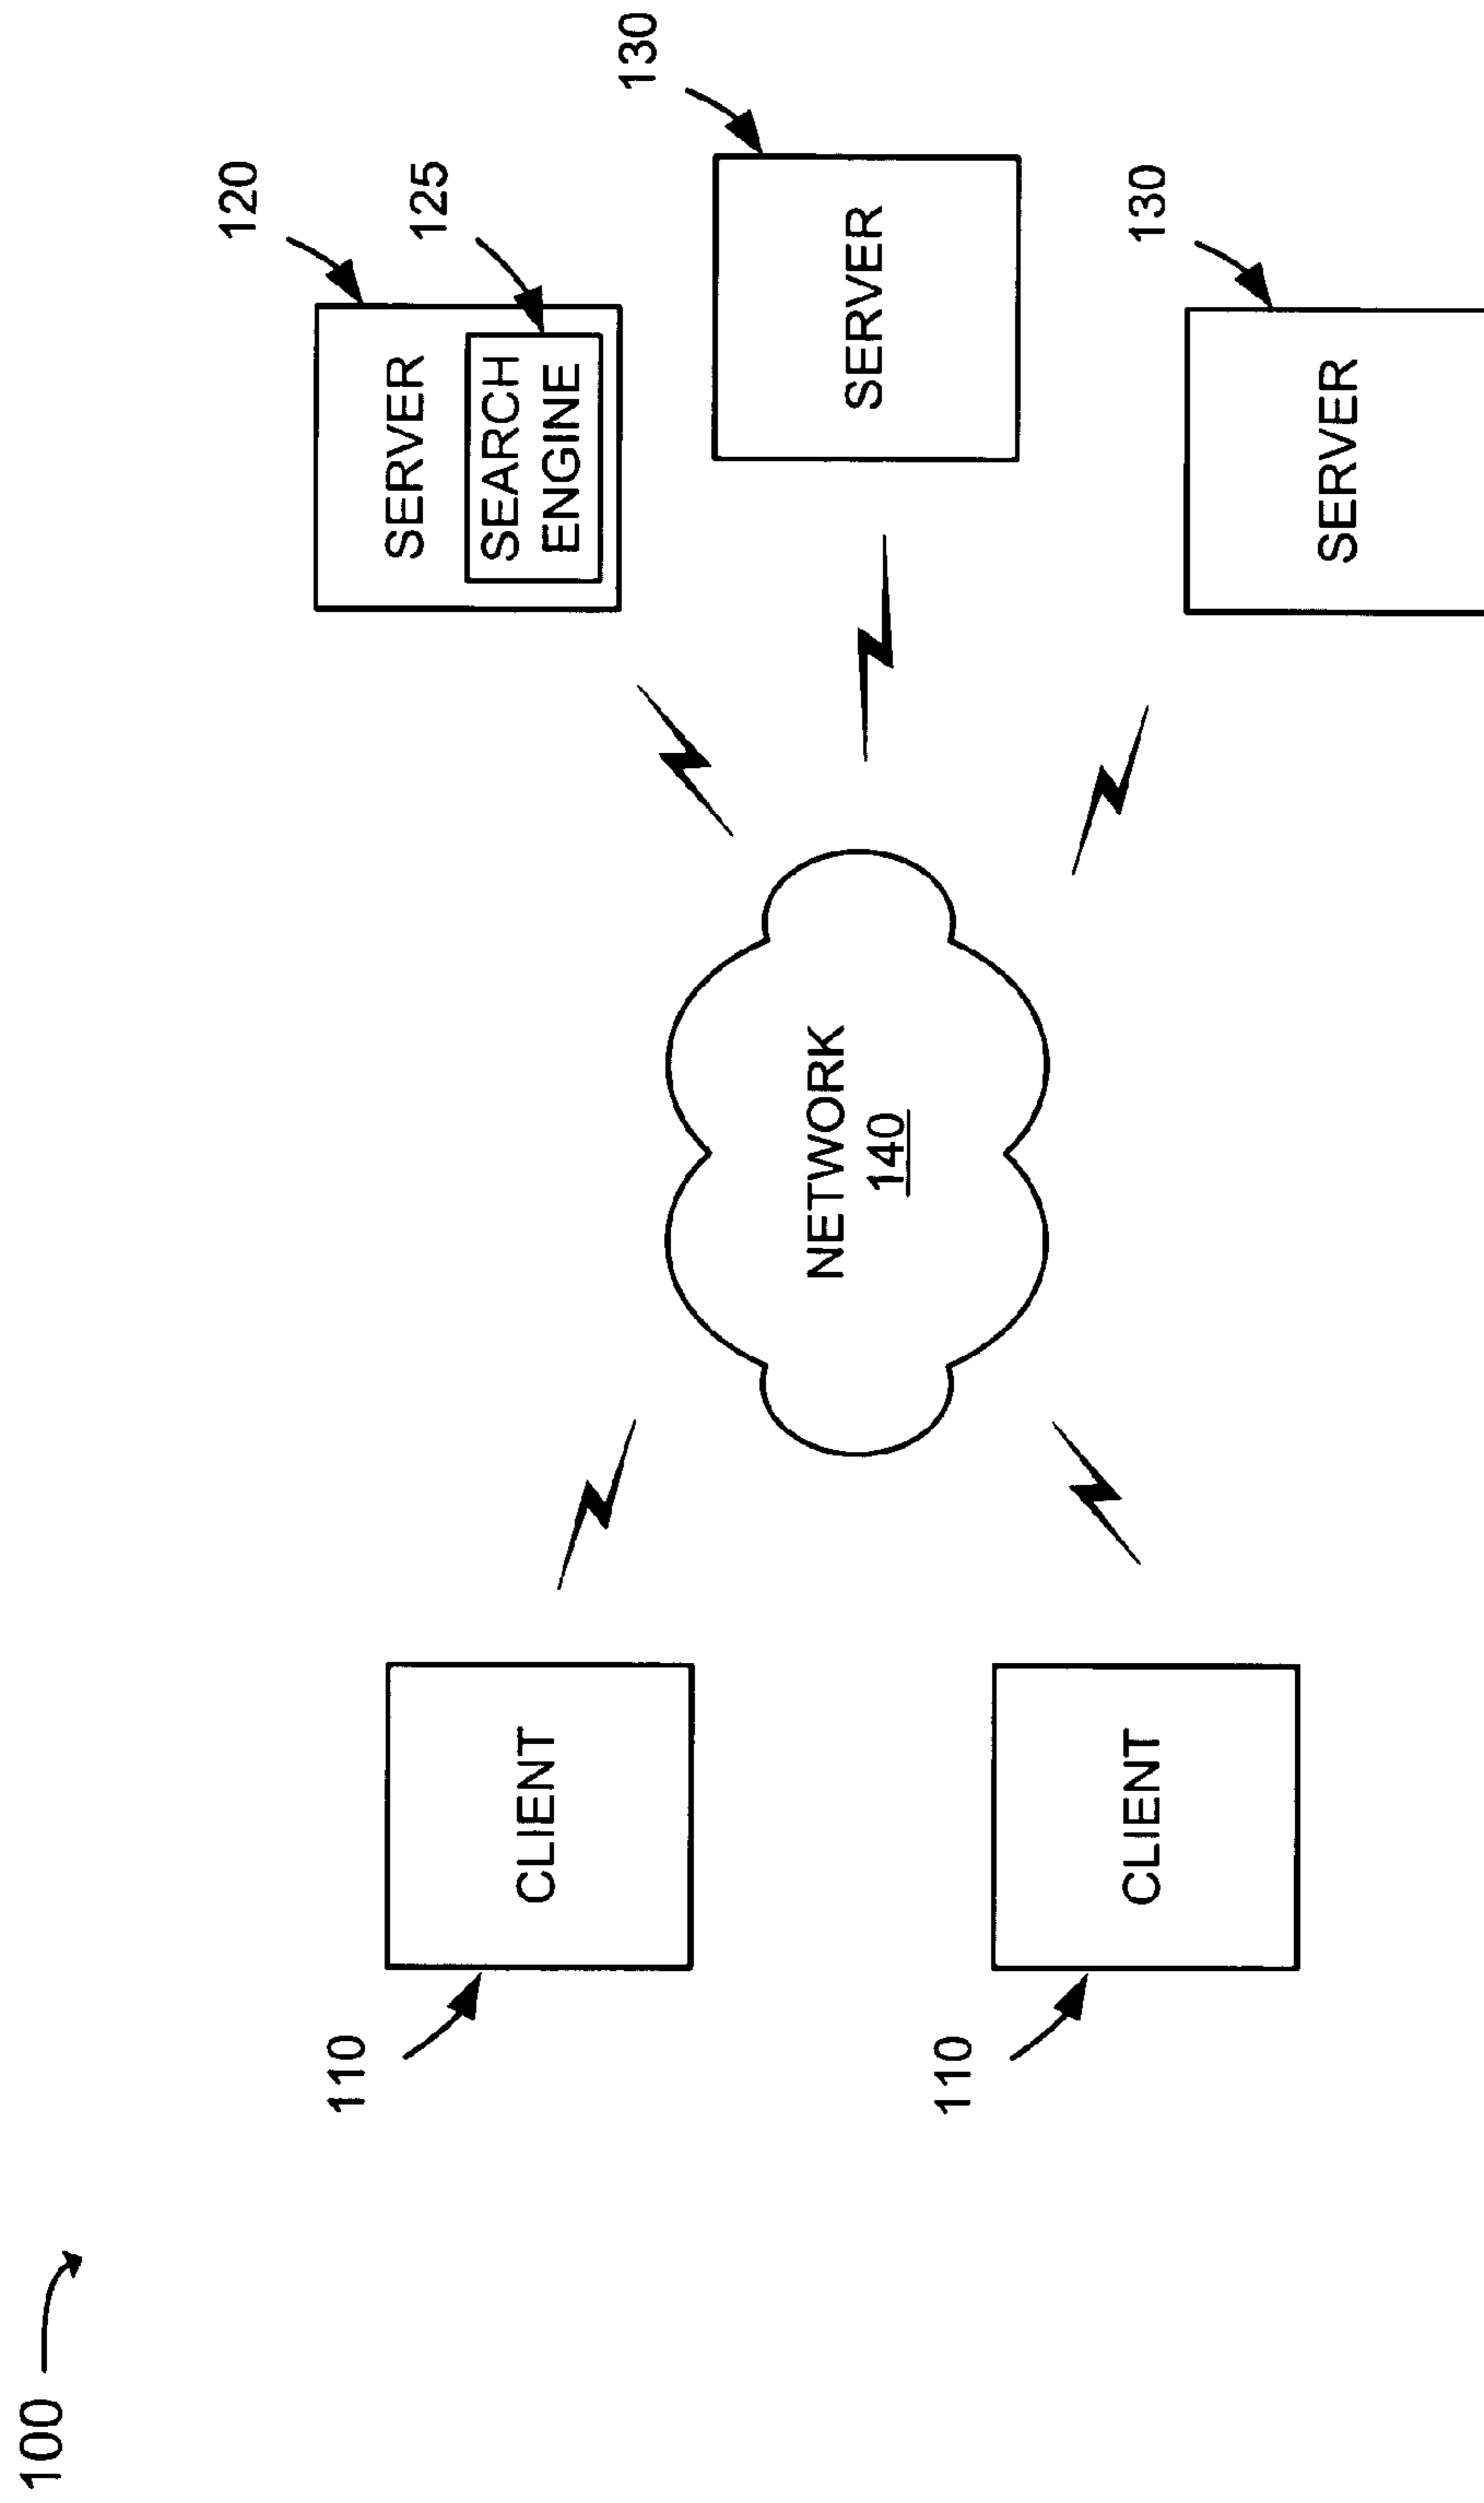 100
110
CLIENT
110
CLIENT
NETWORK
140
120
SERVER
125
SEARCH
ENGINE
130
SERVER
130
SERVER